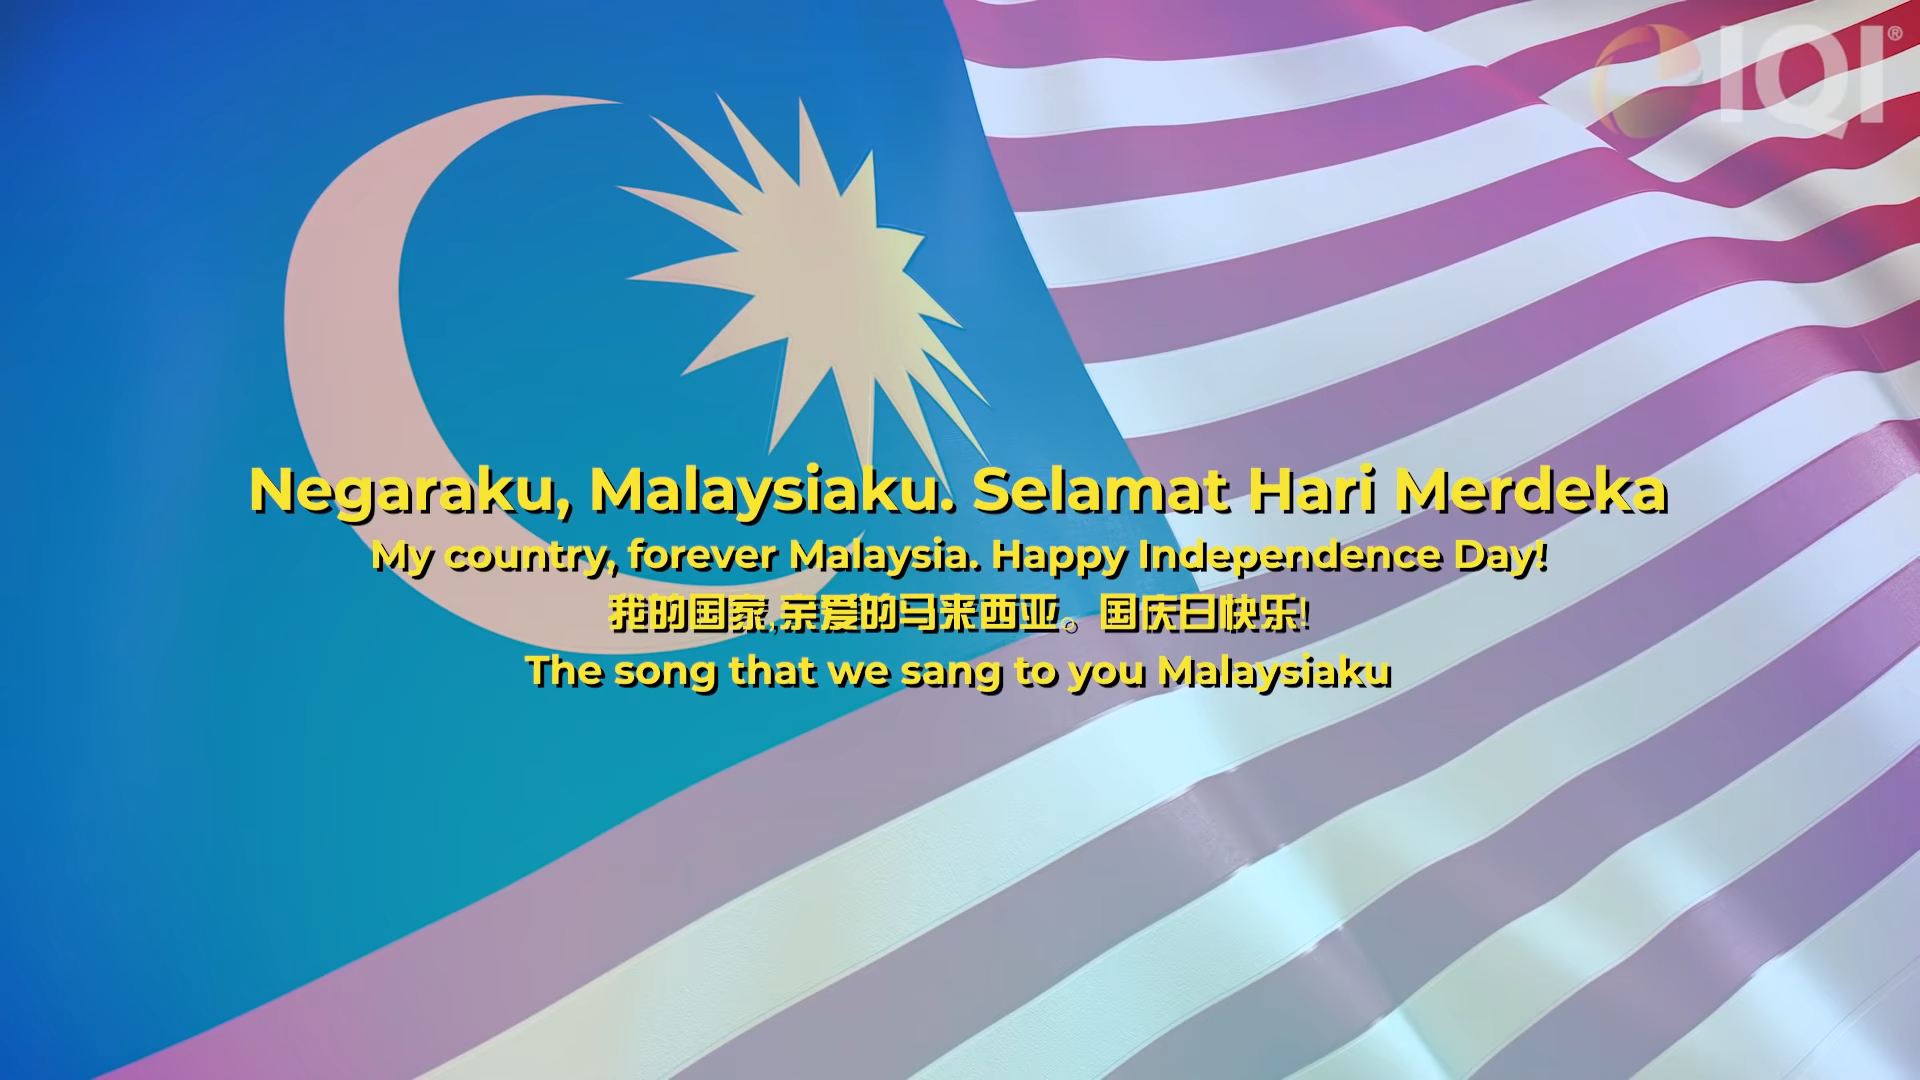 IQI®
Negaraku, Malaysiaku. Selamat Hari Merdeka
My country, forever Malaysia. Happy Independence Day!
我的国家,亲爱的马来西亚。国庆日快乐!
The song that we sang to you Malaysiaku